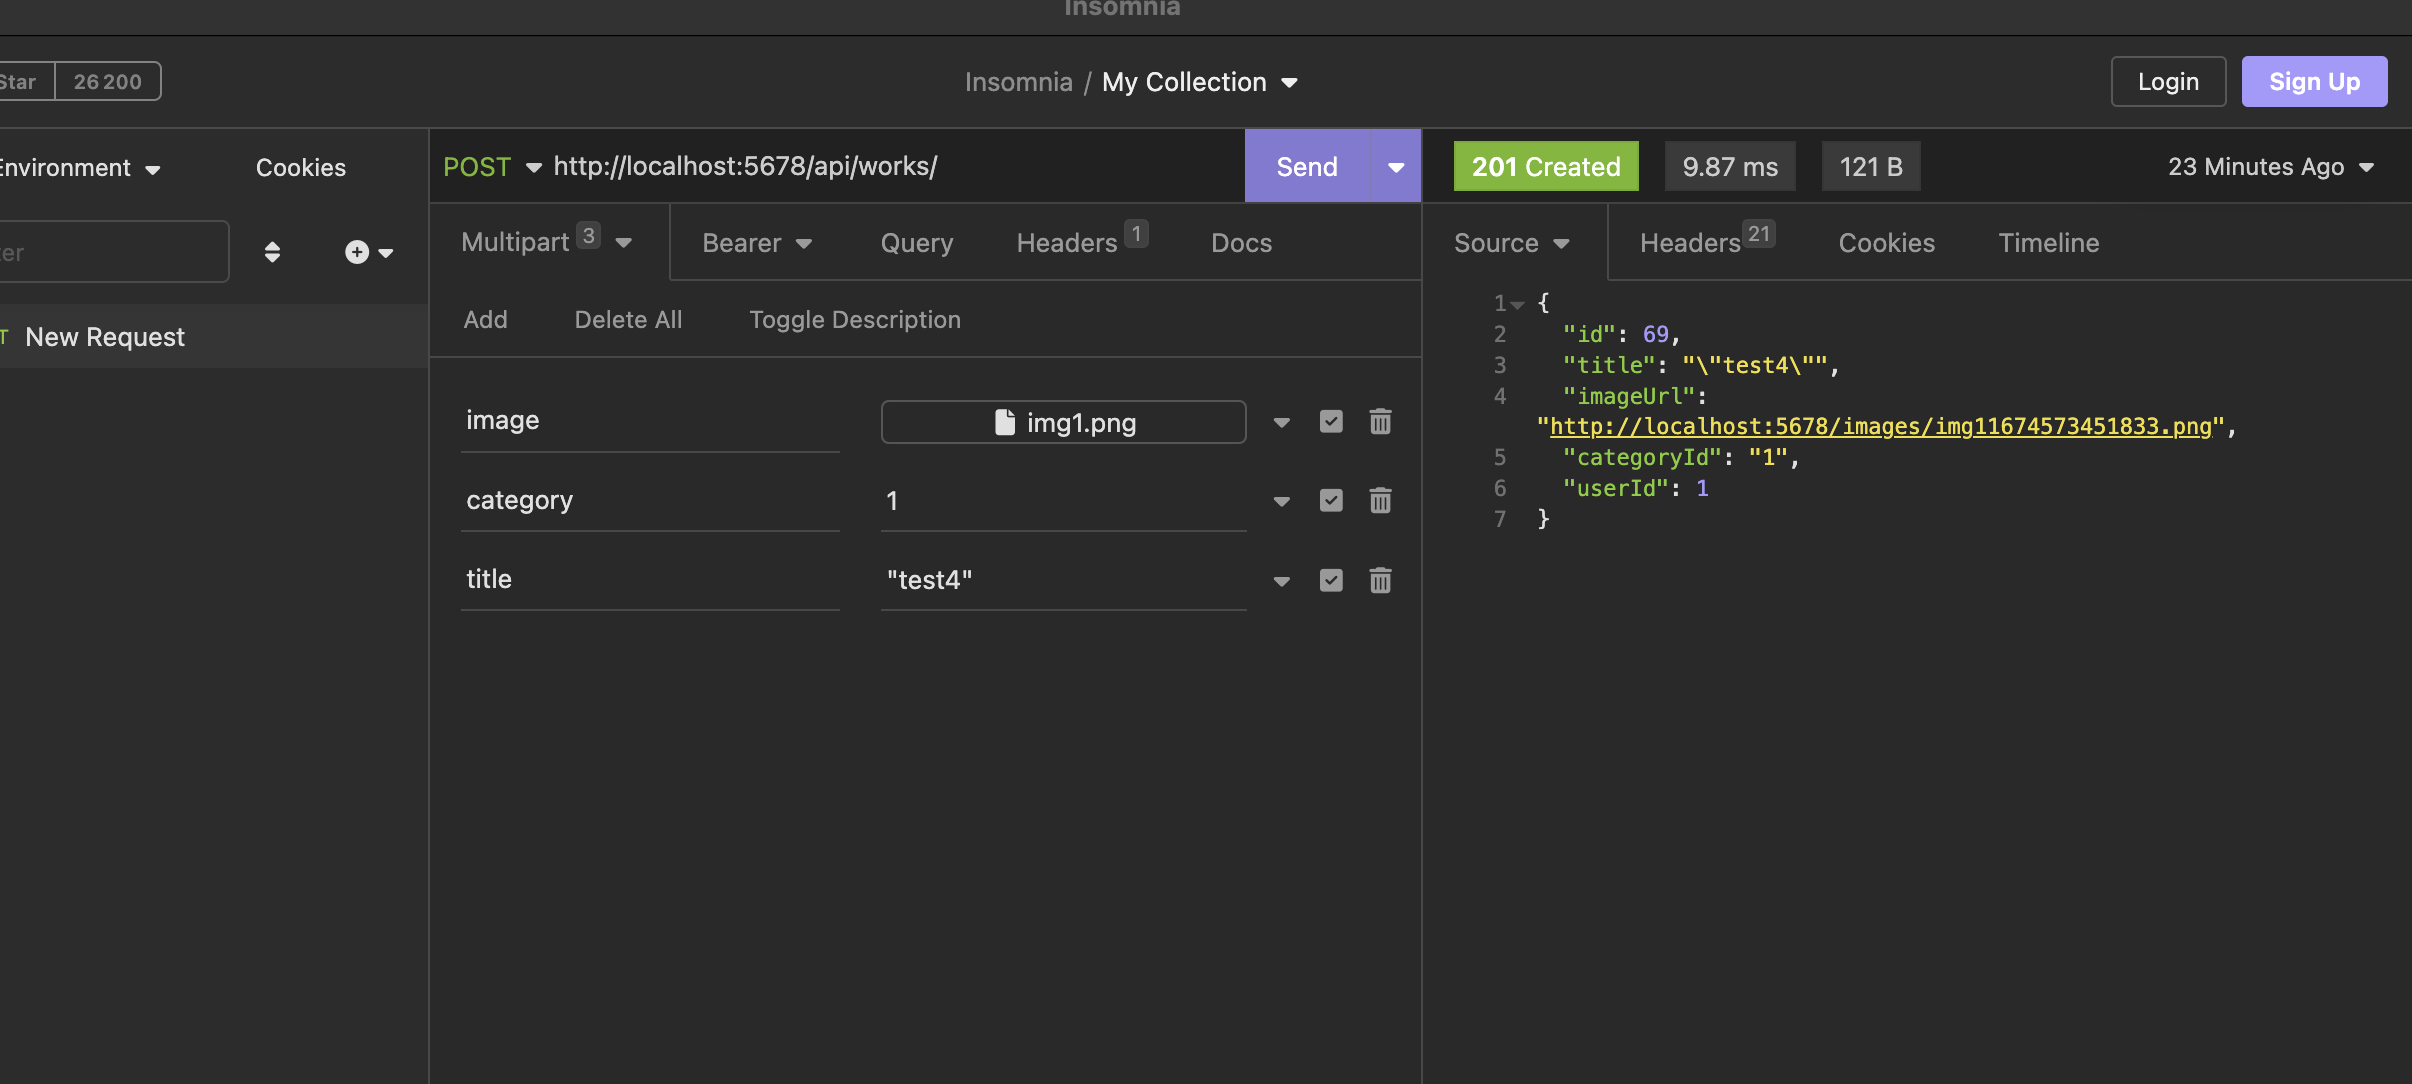 Insomnia
Star 26 200
Insomnia / My Collection
Login
Sign Up
Environment
Cookies
POST http://localhost:5678/api/works/
Send
201 Created
9.87 ms
121 B
23 Minutes Ago
Multipart 3
Bearer
Query
Headers 1
Docs
Source
Headers 21
Cookies
Timeline
Add
Delete All
Toggle Description
New Request
image img1.png
category 1
title "test4"
1 {
2 "id": 69,
3 "title": "\"test4\"",
4 "imageUrl":
"http://localhost:5678/images/img11674573451833.png",
5 "categoryId": "1",
6 "userId": 1
7 }